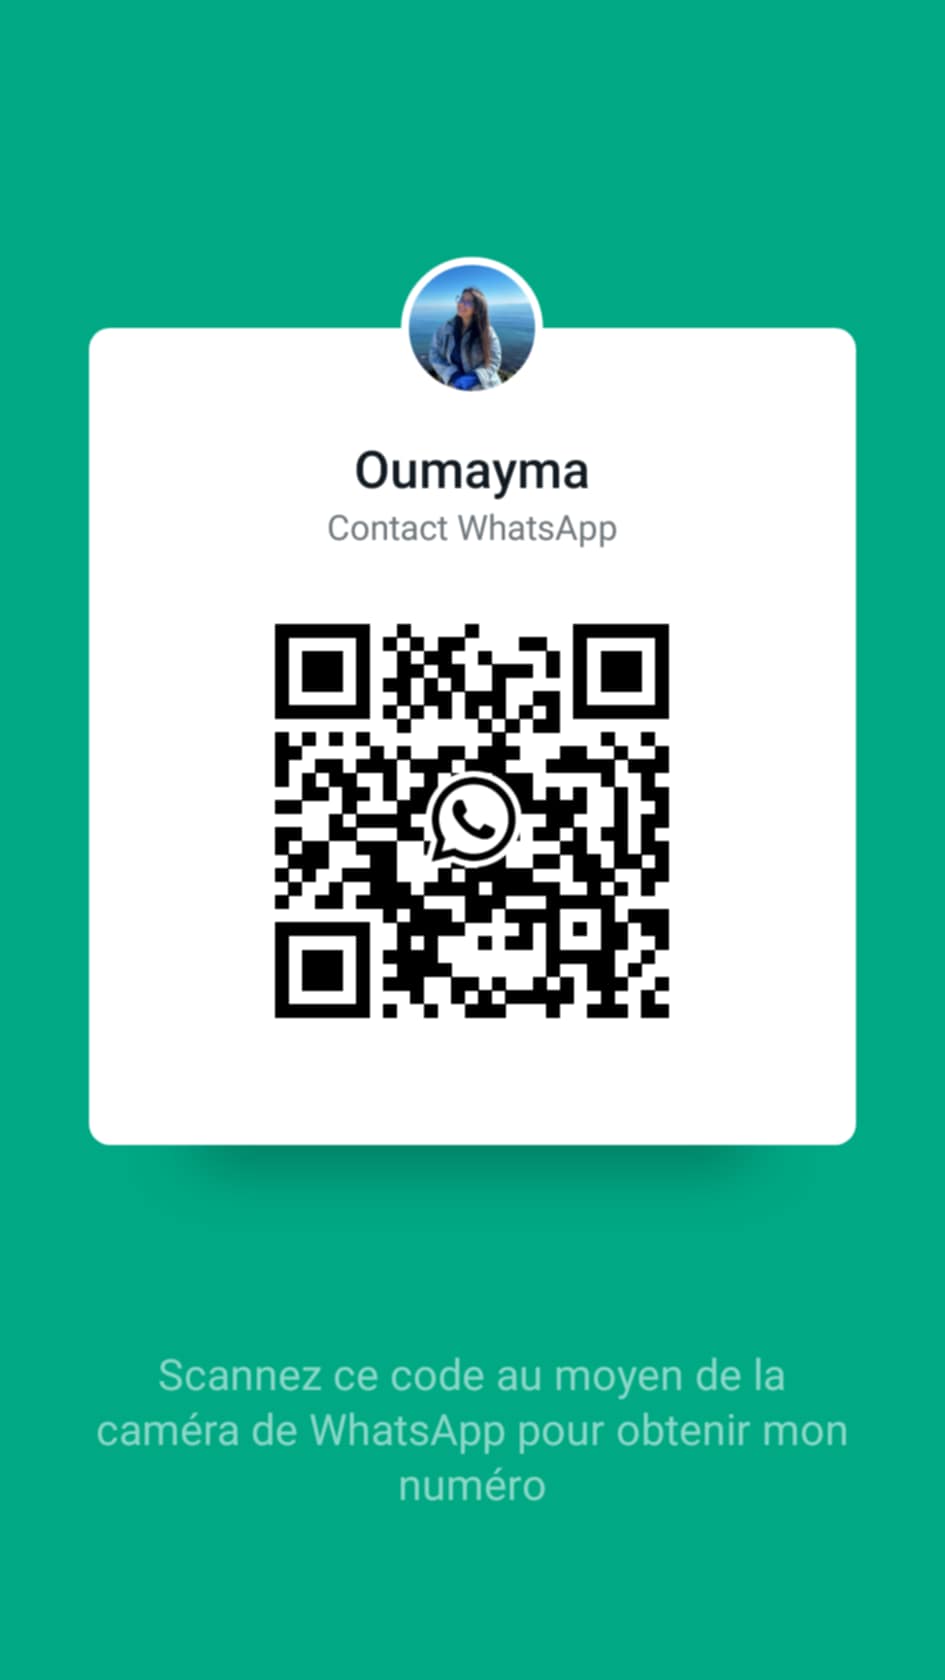 Oumayma
Contact WhatsApp
Scannez ce code au moyen de la
caméra de WhatsApp pour obtenir mon
numéro